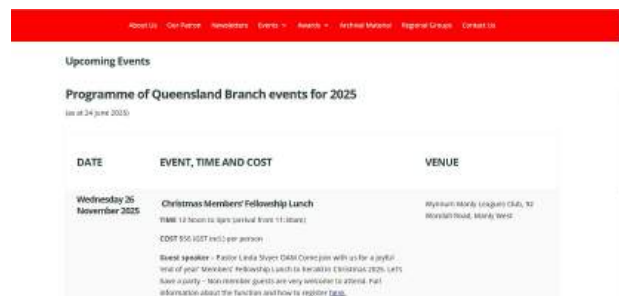 About Us Our Patron Newsletters Events Awards Archival Material Regional Groups Contact Us
Upcoming Events
Programme of Queensland Branch events for 2025
(as at 24 June 2025)
DATE EVENT, TIME AND COST VENUE
Wednesday 26 November 2025
Christmas Members' Fellowship Lunch
TIME 12 Noon to 3pm (arrival from 11:30am)
COST $56 (GST incl.) per person
Guest speaker – Pastor Linda OAM Come join with us for a joyful
'end of year' Members' Fellowship Lunch to herald in Christmas 2025. Let's
have a party – Non-member guests are very welcome to attend. Full
information about the function and how to register here.
Wynnum Manly Leagues Club, 92
Wondall Road, Manly West